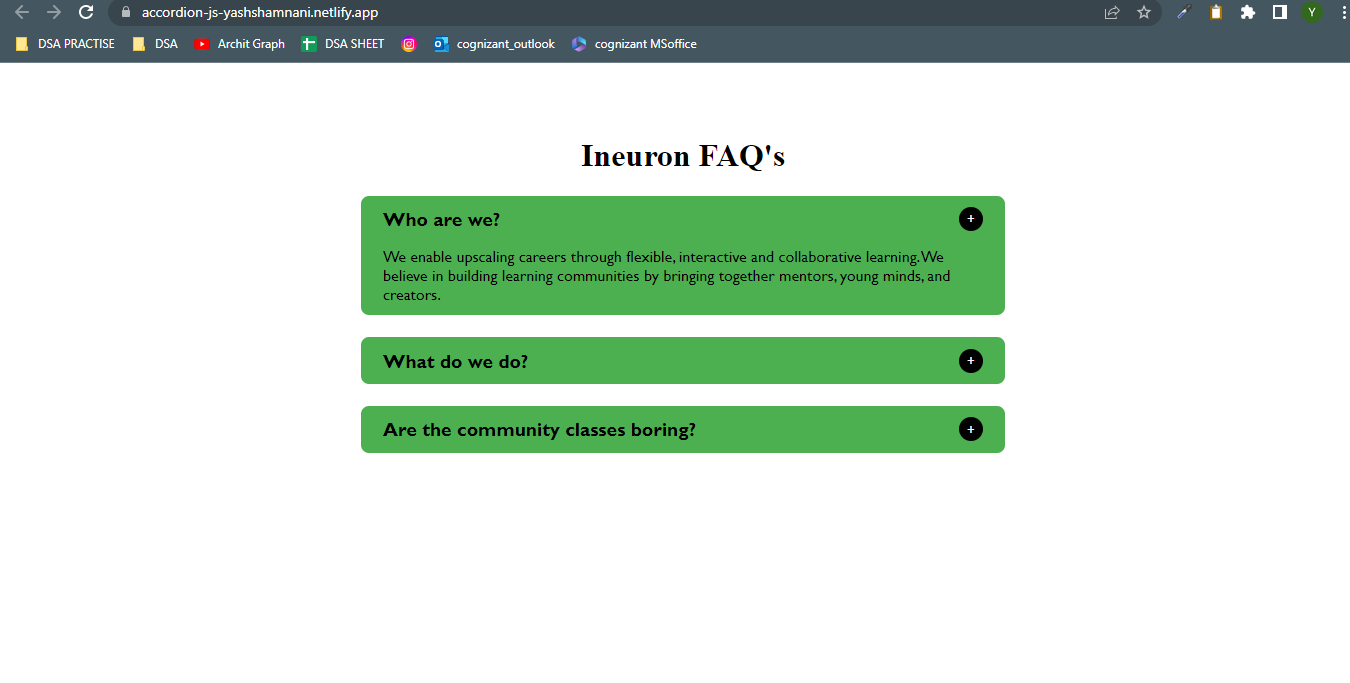 accordion-js-yashshamnani.netlify.app
Y
DSA PRACTISE DSA Archit Graph DSA SHEET cognizant_outlook cognizant MSoffice
Ineuron FAQ's
Who are we? +
We enable upscaling careers through flexible, interactive and collaborative learning. We
believe in building learning communities by bringing together mentors, young minds, and
creators.
What do we do? +
Are the community classes boring? +